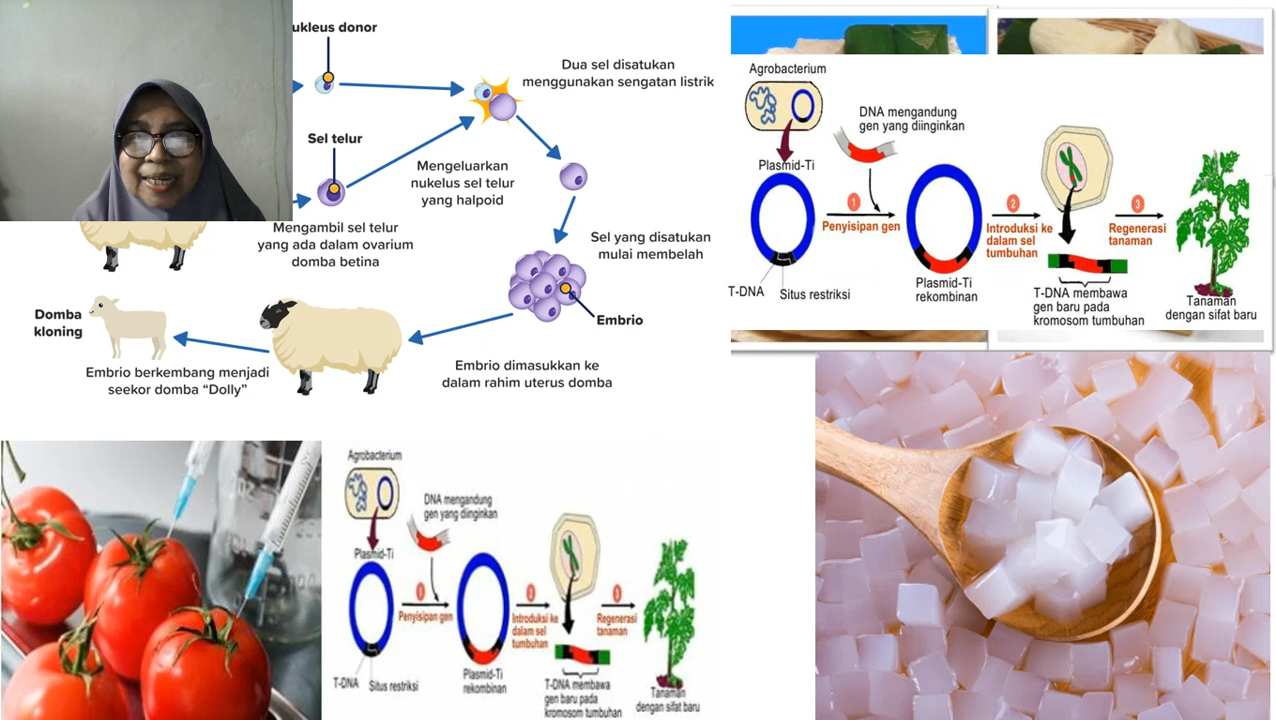 ukleus donor
Dua sel disatukan
menggunakan sengatan listrik
Sel telur
Mengeluarkan
nukelus sel telur
yang halpoid
Mengambil sel telur
yang ada dalam ovarium
domba betina
Sel yang disatukan
mulai membelah
Embrio
Domba
kloning
Embrio berkembang menjadi
seekor domba “Dolly”
Embrio dimasukkan ke
dalam rahim uterus domba
Agrobacterium
DNA mengandung
gen yang diinginkan
Plasmid-Ti
1
Penyisipan gen
2
Introduksi ke
dalam sel
tumbuhan
3
Regenerasi
tanaman
T-DNA
Situs restriksi
Plasmid-Ti
rekombinan
T-DNA membawa
gen baru pada
kromosom tumbuhan
Tanaman
dengan sifat baru
Agrobacterium
DNA mengandung
gen yang diinginkan
Plasmid-Ti
1
Penyisipan gen
2
Introduksi ke
dalam sel
tumbuhan
3
Regenerasi
tanaman
T-DNA
Situs restriksi
Plasmid-Ti
rekombinan
T-DNA membawa
gen baru pada
kromosom tumbuhan
Tanaman
dengan sifat baru